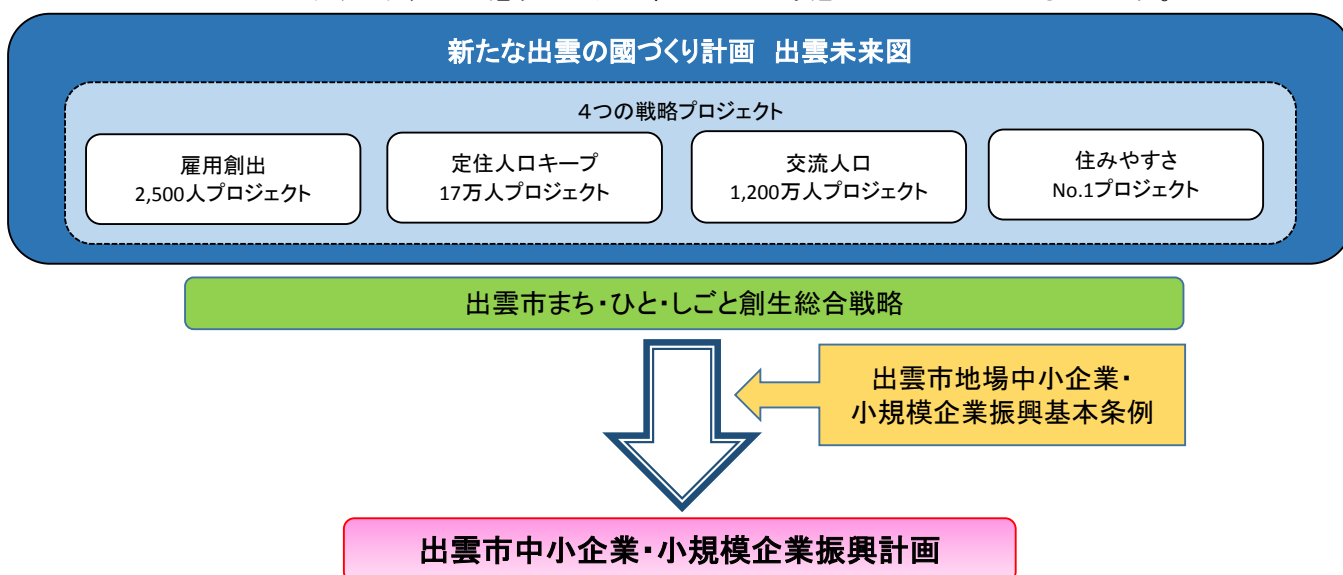 新たな出雲の國づくり計画 出雲未来図
4つの戦略プロジェクト
雇用創出
2,500人プロジェクト
定住人口キープ
17万人プロジェクト
交流人口
1,200万人プロジェクト
住みやすさ
No.1プロジェクト
出雲市まち・ひと・しごと創生総合戦略
出雲市地場中小企業・
小規模企業振興基本条例
出雲市中小企業・小規模企業振興計画